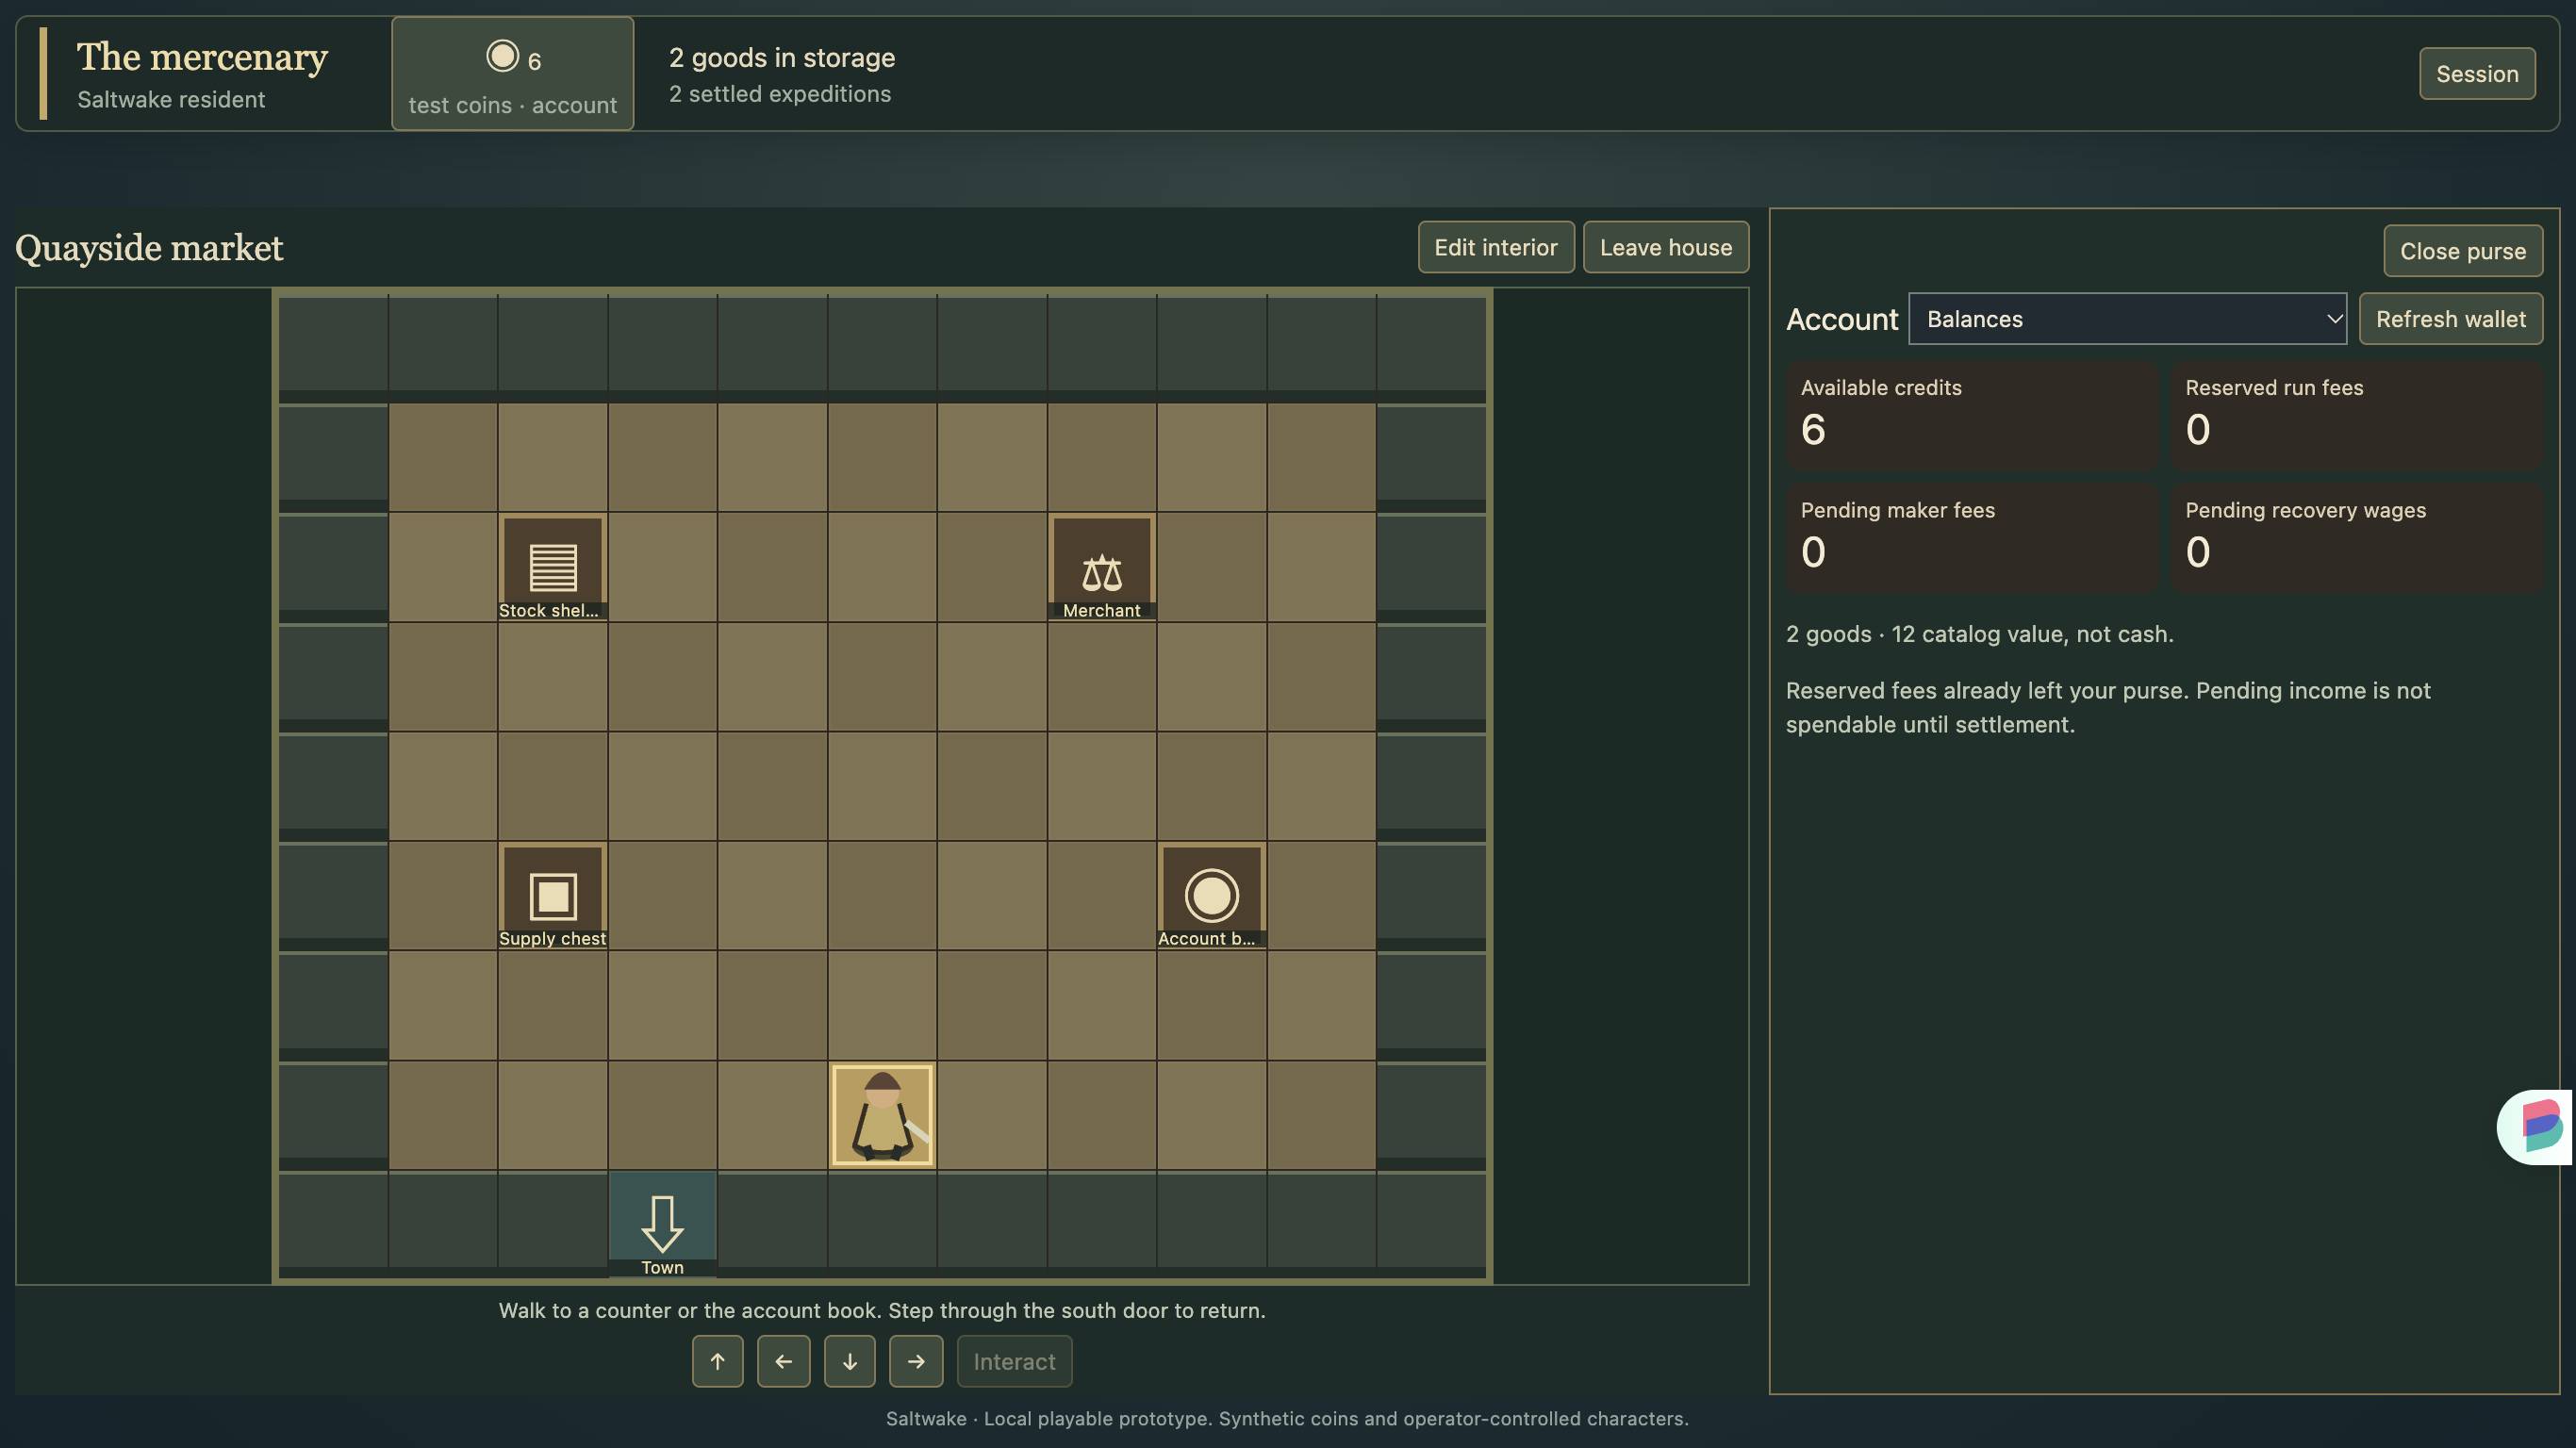 The mercenary
Saltwake resident
6
test coins · account
2 goods in storage
2 settled expeditions
Session
Quayside market
Edit interior
Leave house
Close purse
Account
Balances
Refresh wallet
Available credits
6
Reserved run fees
0
Pending maker fees
0
Pending recovery wages
0
2 goods · 12 catalog value, not cash.
Reserved fees already left your purse. Pending income is not
spendable until settlement.
Stock shel...
Merchant
Supply chest
Account b...
Town
Walk to a counter or the account book. Step through the south door to return.
Interact
Saltwake · Local playable prototype. Synthetic coins and operator-controlled characters.